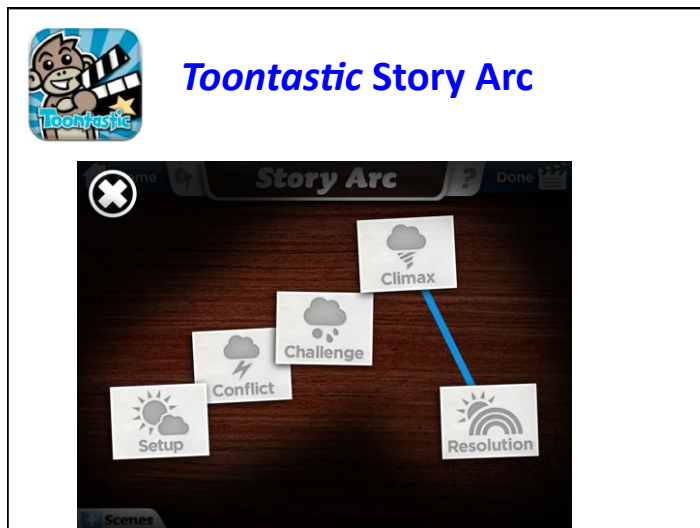 Toontastic Story Arc
Toontastic
Story Arc
?
Done
Climax
Challenge
Conflict
Setup
Resolution
+ Scenes